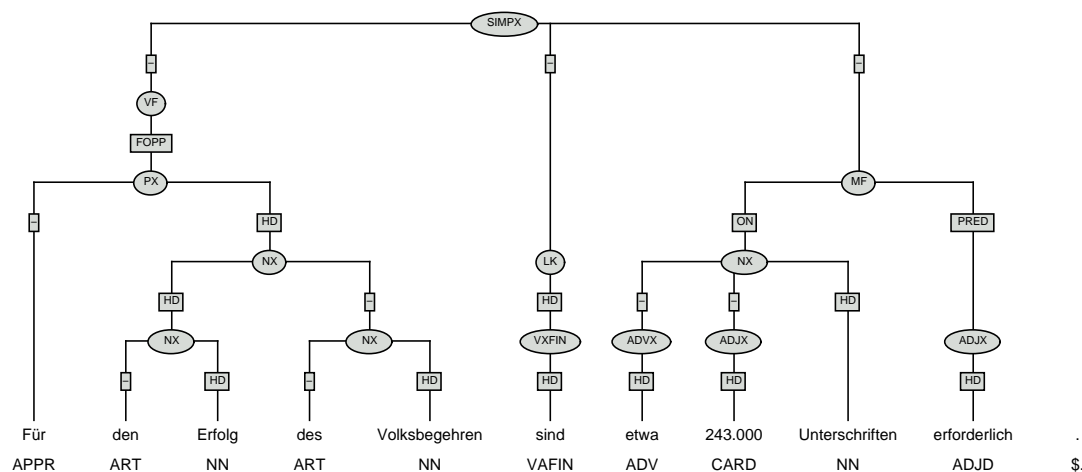 SIMPX
– – –
VF
FOPP
PX MF
– HD ON PRED
NX LK NX
HD – HD – – HD
NX NX VXFIN ADVX ADJX ADJX
– HD – HD HD HD HD HD
Für den Erfolg des Volksbegehren sind etwa 243.000 Unterschriften erforderlich .
APPR ART NN ART NN VAFIN ADV CARD NN ADJD $.